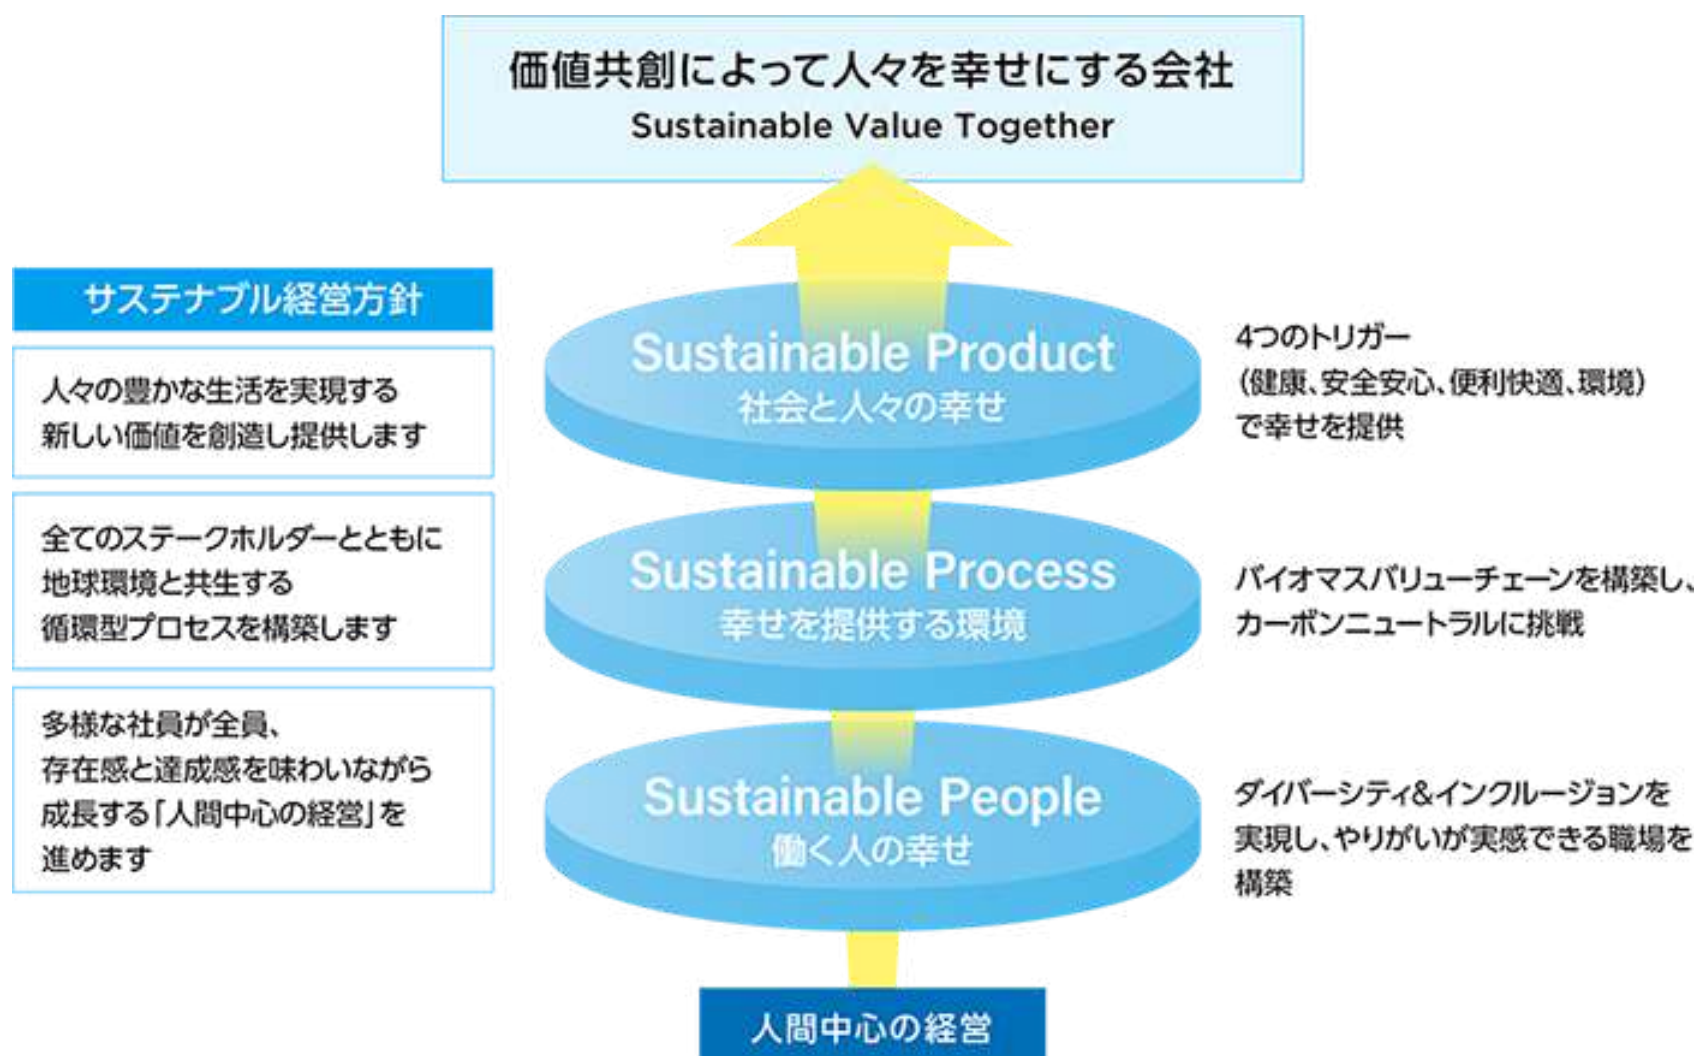 価値共創によって人々を幸せにする会社
Sustainable Value Together
サステナブル経営方針
人々の豊かな生活を実現する
新しい価値を創造し提供します
Sustainable Product
社会と人々の幸せ
4つのトリガー
(健康、安全安心、便利快適、環境)
で幸せを提供
全てのステークホルダーとともに
地球環境と共生する
循環型プロセスを構築します
Sustainable Process
幸せを提供する環境
バイオマスバリューチェーンを構築し、
カーボンニュートラルに挑戦
多様な社員が全員、
存在感と達成感を味わいながら
成長する「人間中心の経営」を
進めます
Sustainable People
働く人の幸せ
ダイバーシティ&インクルージョンを
実現し、やりがいが実感できる職場を
構築
人間中心の経営